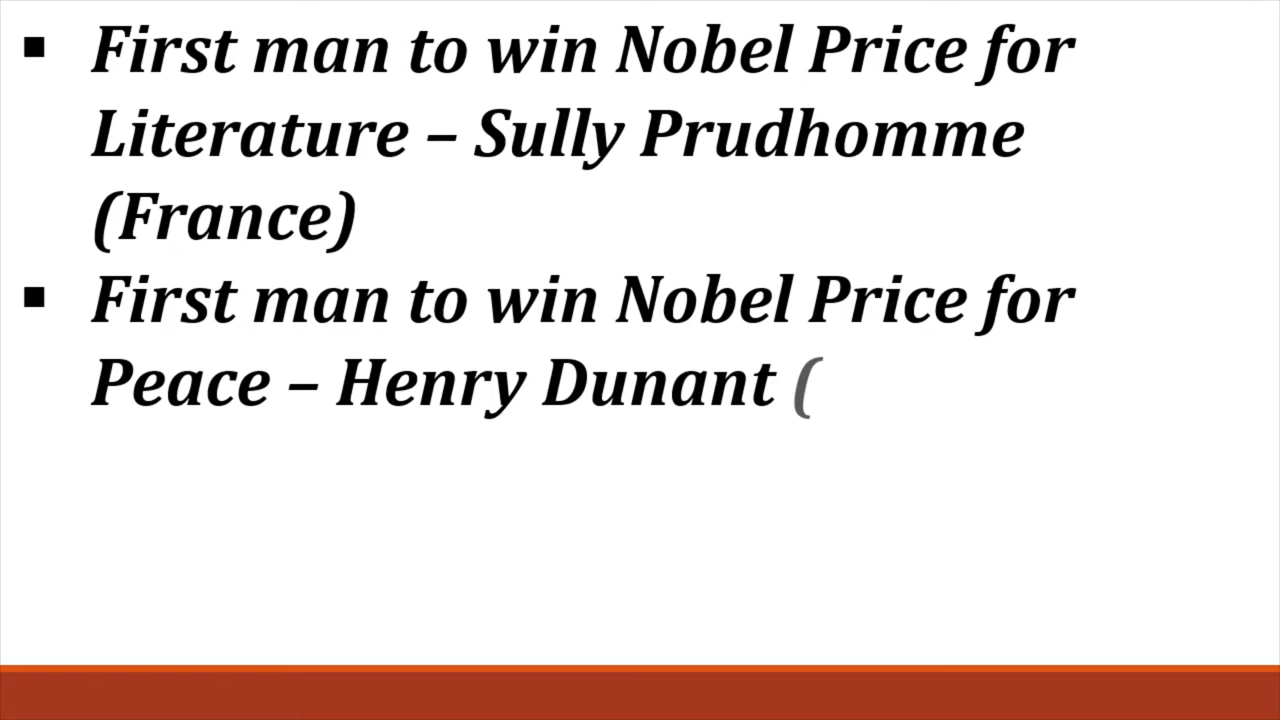 ▪ First man to win Nobel Price for
Literature – Sully Prudhomme
(France)
▪ First man to win Nobel Price for
Peace – Henry Dunant (